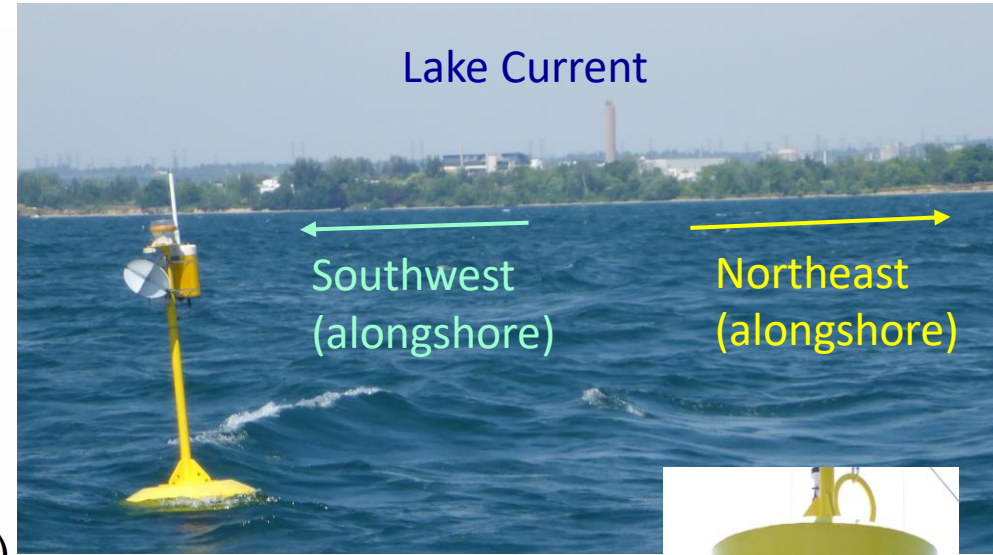 Lake Current
Southwest
(alongshore)
Northeast
(alongshore)
)